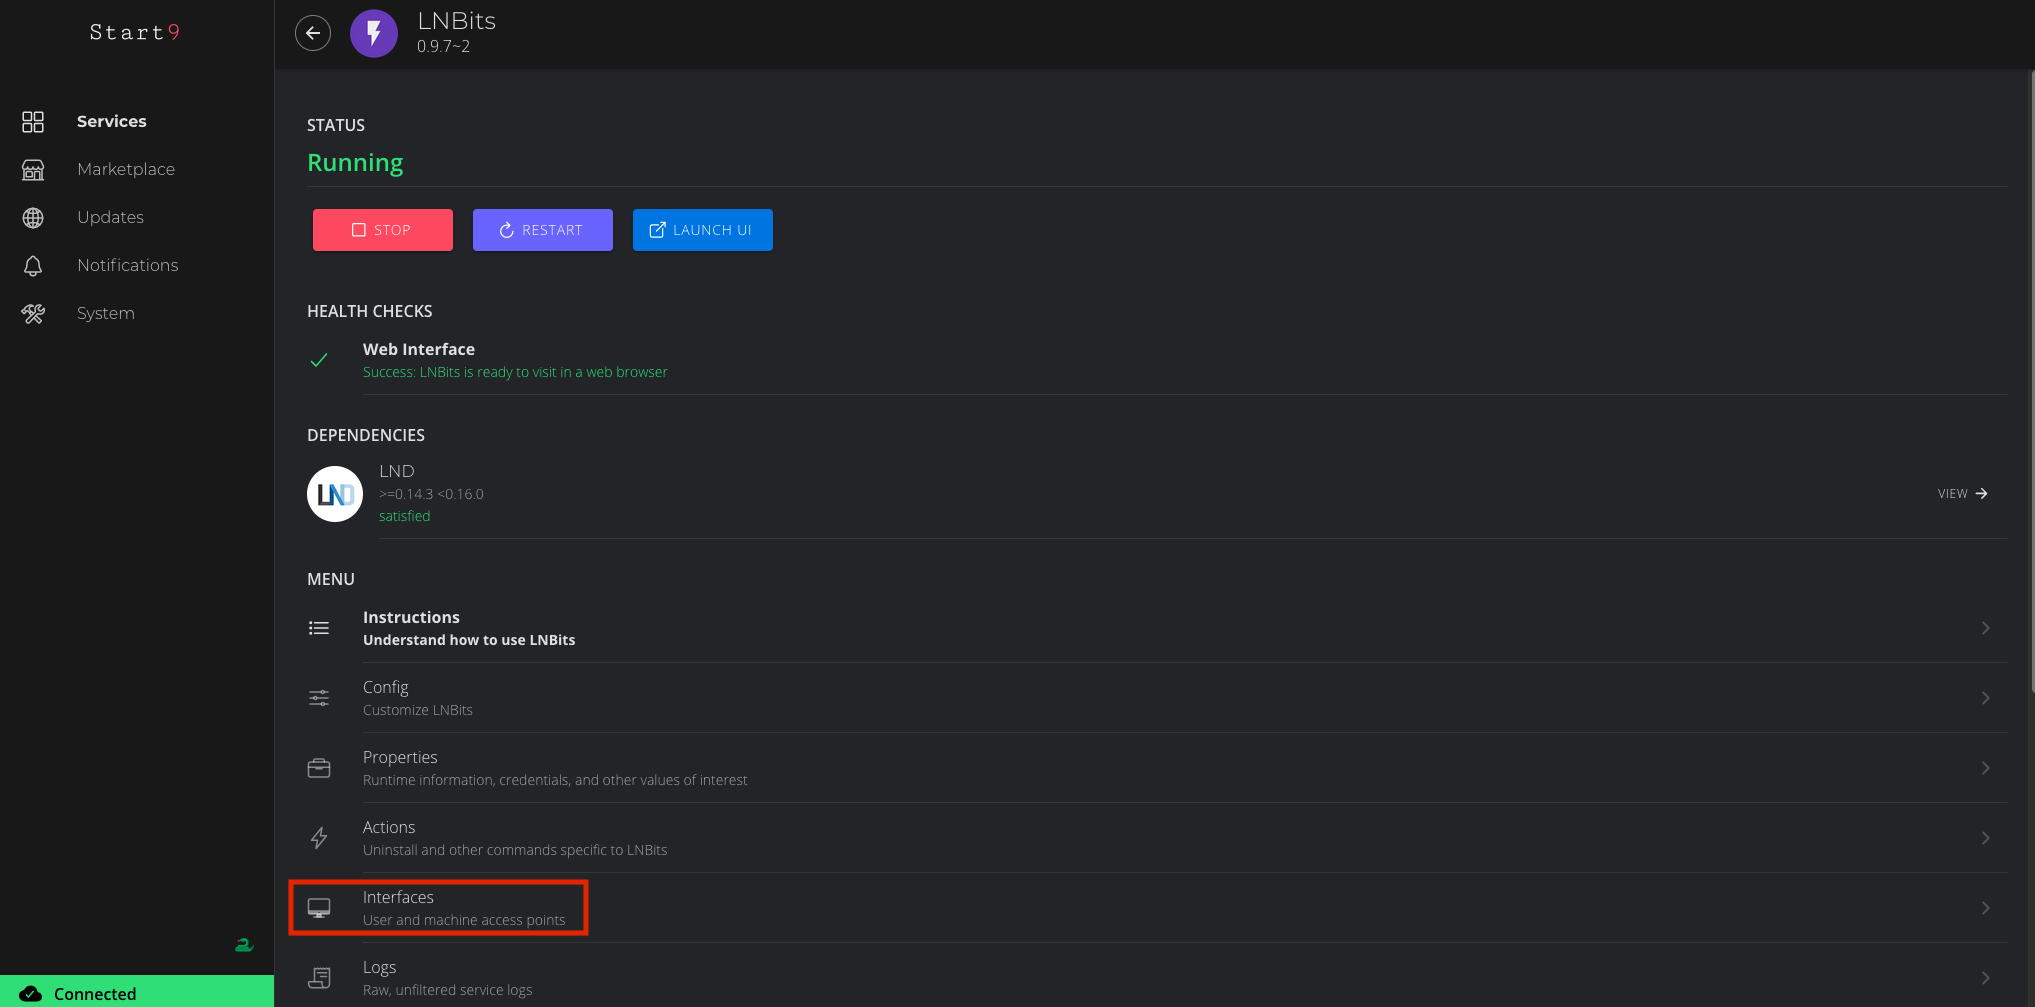 Start9
Services
Marketplace
Updates
Notifications
System
Connected
LNBits
0.9.7~2
STATUS
Running
STOP
RESTART
LAUNCH UI
HEALTH CHECKS
Web Interface
Success: LNBits is ready to visit in a web browser
DEPENDENCIES
LND
LND
>=0.14.3 <0.16.0
satisfied
VIEW
MENU
Instructions
Understand how to use LNBits
Config
Customize LNBits
Properties
Runtime information, credentials, and other values of interest
Actions
Uninstall and other commands specific to LNBits
Interfaces
User and machine access points
Logs
Raw, unfiltered service logs